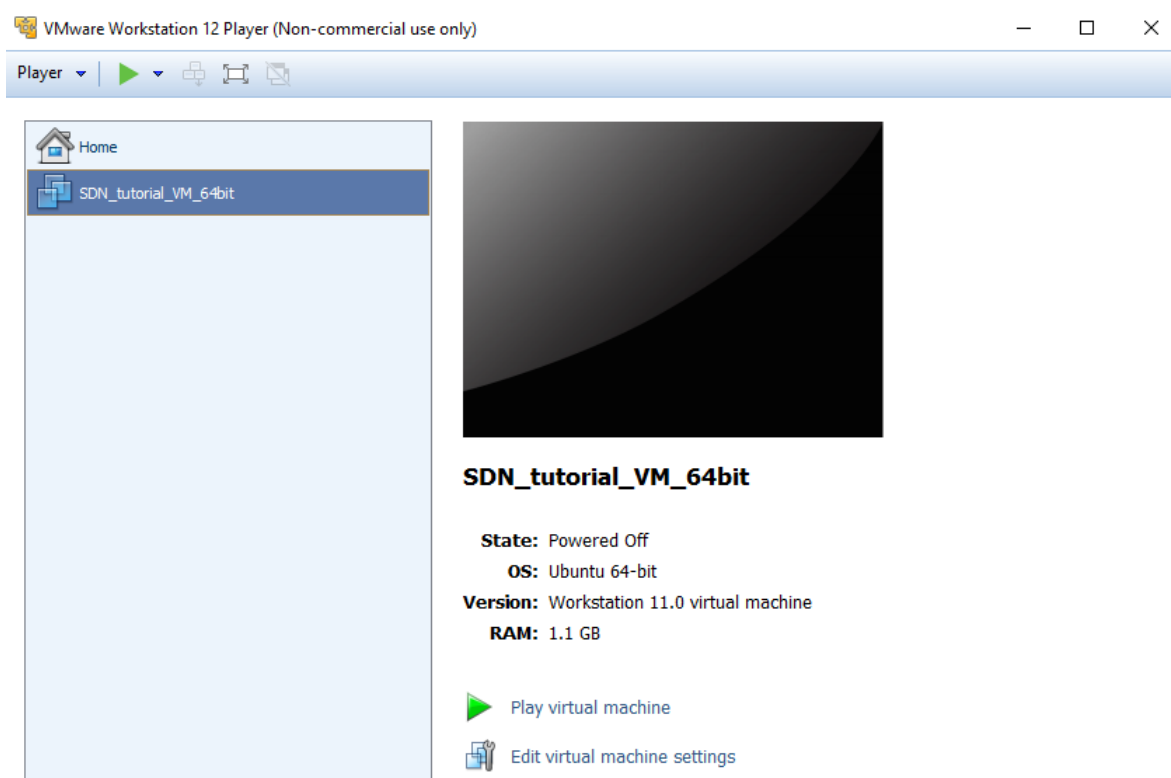 VMware Workstation 12 Player (Non-commercial use only)
Player
Home
SDN_tutorial_VM_64bit
SDN_tutorial_VM_64bit
State: Powered Off
OS: Ubuntu 64-bit
Version: Workstation 11.0 virtual machine
RAM: 1.1 GB
Play virtual machine
Edit virtual machine settings